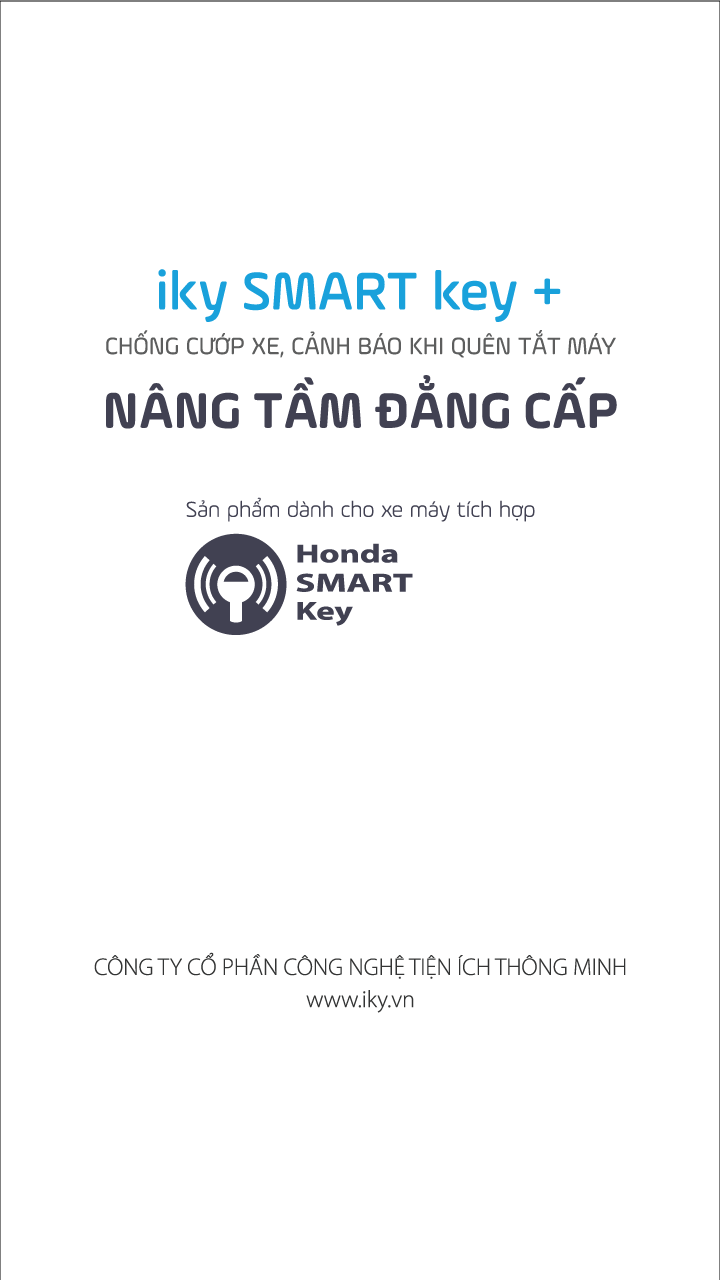 iky SMART key +
CHỐNG CƯỚP XE, CẢNH BÁO KHI QUÊN TẮT MÁY
NÂNG TẦM ĐẲNG CẤP
Sản phẩm dành cho xe máy tích hợp
Honda
SMART
Key
CÔNG TY CỔ PHẦN CÔNG NGHỆ TIỆN ÍCH THÔNG MINH
www.iky.vn